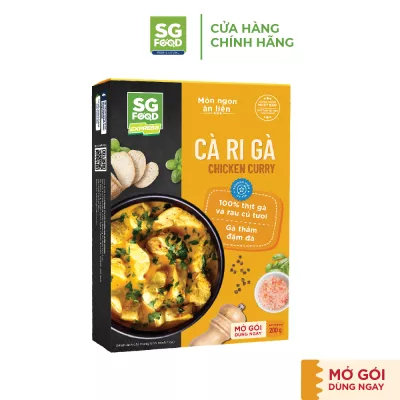 SG
FOOD
CỬA HÀNG
CHÍNH HÃNG
SG
FOOD
EXPRESS
Món ngon
ăn liền
CÀ RI GÀ
CHICKEN CURRY
100% thịt gà
và rau củ tươi
Gà thấm
đậm đà
MỞ GÓI
DÙNG NGAY
200g
MỞ GÓI
DÙNG NGAY